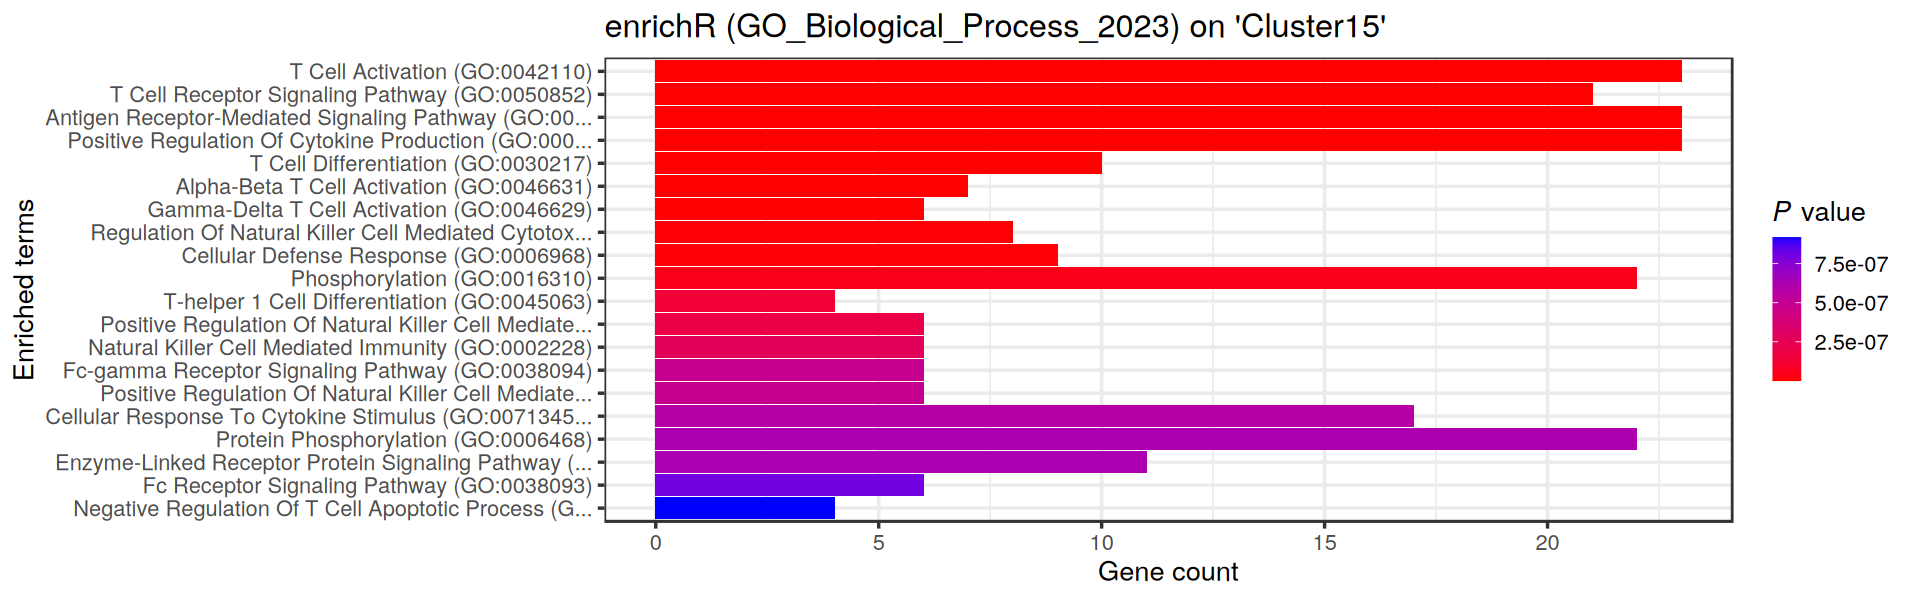 enrichR (GO_Biological_Process_2023) on 'Cluster15'
T Cell Activation (GO:0042110)
T Cell Receptor Signaling Pathway (GO:0050852)
Antigen Receptor-Mediated Signaling Pathway (GO:00...
Positive Regulation Of Cytokine Production (GO:000...
T Cell Differentiation (GO:0030217)
Alpha-Beta T Cell Activation (GO:0046631)
Gamma-Delta T Cell Activation (GO:0046629)
Regulation Of Natural Killer Cell Mediated Cytotox...
Cellular Defense Response (GO:0006968)
Phosphorylation (GO:0016310)
T-helper 1 Cell Differentiation (GO:0045063)
Positive Regulation Of Natural Killer Cell Mediate...
Natural Killer Cell Mediated Immunity (GO:0002228)
Fc-gamma Receptor Signaling Pathway (GO:0038094)
Positive Regulation Of Natural Killer Cell Mediate...
Cellular Response To Cytokine Stimulus (GO:0071345...
Protein Phosphorylation (GO:0006468)
Enzyme-Linked Receptor Protein Signaling Pathway (...
Fc Receptor Signaling Pathway (GO:0038093)
Negative Regulation Of T Cell Apoptotic Process (G...
Enriched terms
0 5 10 15 20
Gene count
P value
7.5e-07
5.0e-07
2.5e-07